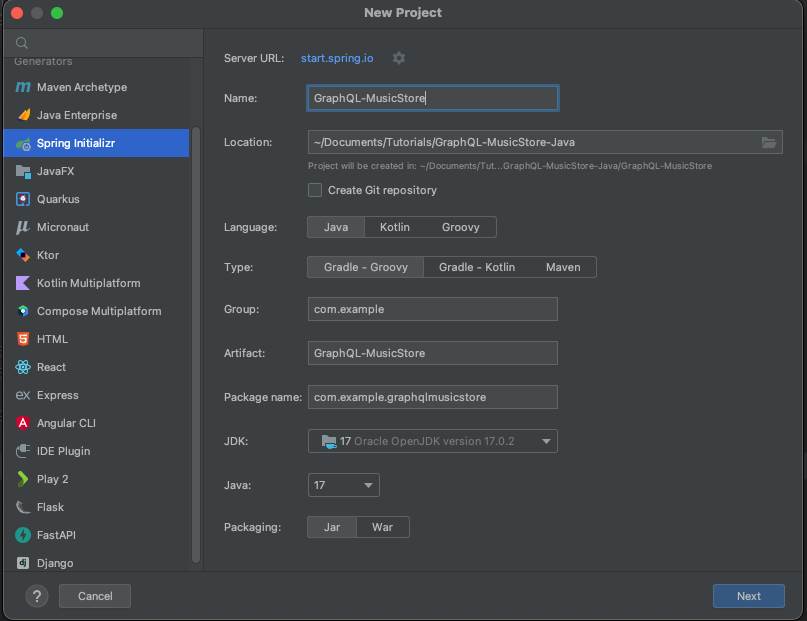 New Project
Generators
Maven Archetype
Java Enterprise
Spring Initializr
JavaFX
Quarkus
Micronaut
Ktor
Kotlin Multiplatform
Compose Multiplatform
HTML
React
Express
Angular CLI
IDE Plugin
Play 2
Flask
FastAPI
Django
Server URL: start.spring.io
Name: GraphQL-MusicStore
Location: ~/Documents/Tutorials/GraphQL-MusicStore-Java
Project will be created in: ~/Documents/Tut...GraphQL-MusicStore-Java/GraphQL-MusicStore
Create Git repository
Language: Java Kotlin Groovy
Type: Gradle - Groovy Gradle - Kotlin Maven
Group: com.example
Artifact: GraphQL-MusicStore
Package name: com.example.graphqlmusicstore
JDK: 17 Oracle OpenJDK version 17.0.2
Java: 17
Packaging: Jar War
? Cancel Next